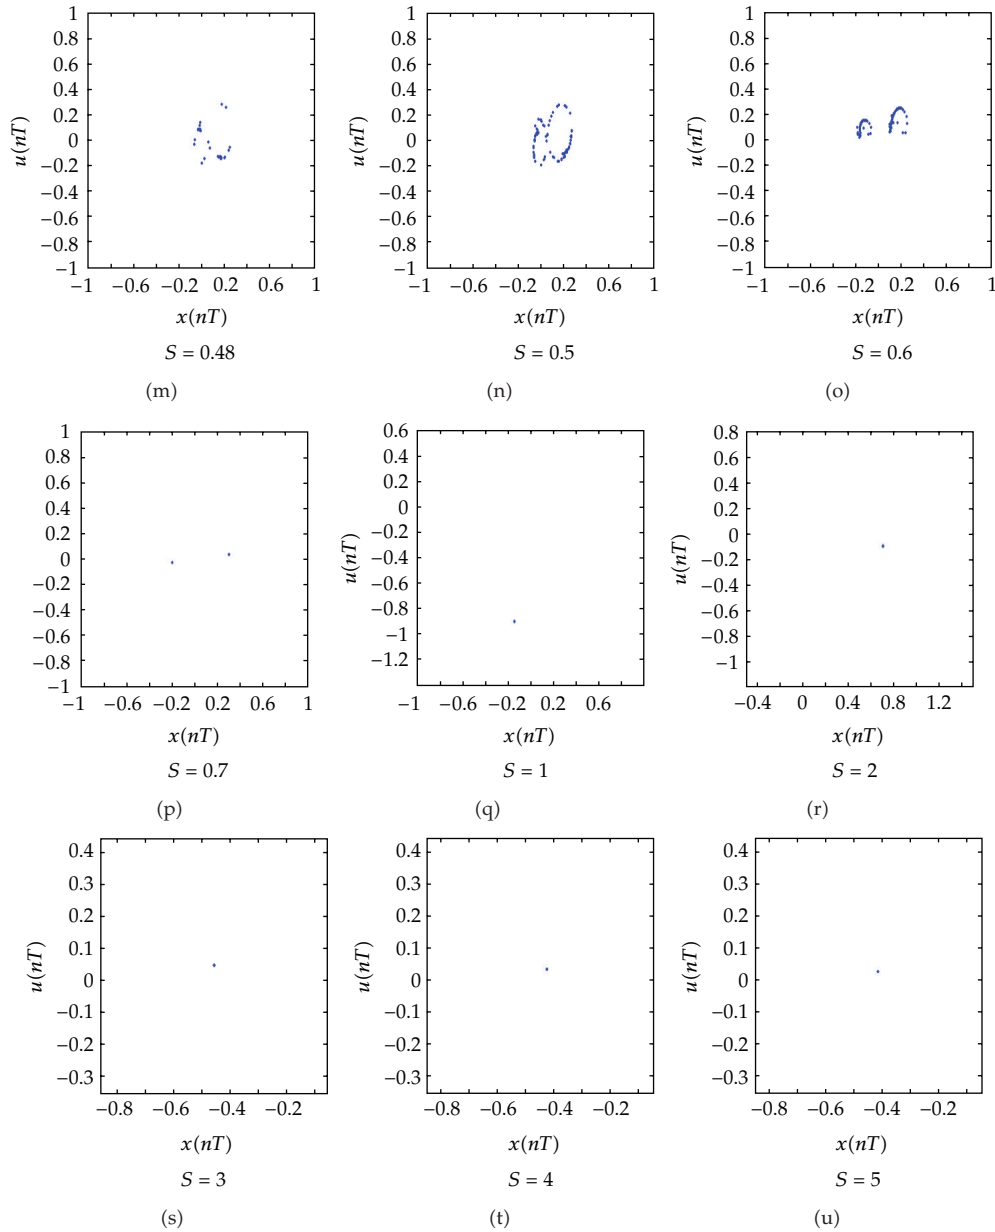 1
0.8
0.6
0.4
0.2
0
−0.2
−0.4
−0.6
−0.8
−1
u(nT)
−1 −0.6 −0.2 0.2 0.6 1
x(nT)
S = 0.48
(m)
1
0.8
0.6
0.4
0.2
0
−0.2
−0.4
−0.6
−0.8
−1
u(nT)
−1 −0.6 −0.2 0.2 0.6 1
x(nT)
S = 0.5
(n)
1
0.8
0.6
0.4
0.2
0
−0.2
−0.4
−0.6
−0.8
−1
u(nT)
−1 −0.6 −0.2 0.2 0.6 1
x(nT)
S = 0.6
(o)
1
0.8
0.6
0.4
0.2
0
−0.2
−0.4
−0.6
−0.8
−1
u(nT)
−1 −0.6 −0.2 0.2 0.6 1
x(nT)
S = 0.7
(p)
0.6
0.4
0.2
0
−0.2
−0.4
−0.6
−0.8
−1
−1.2
u(nT)
−1 −0.6 −0.2 0.2 0.6
x(nT)
S = 1
(q)
0.8
0.6
0.4
0.2
0
−0.2
−0.4
−0.6
−0.8
−1
u(nT)
−0.4 0 0.4 0.8 1.2
x(nT)
S = 2
(r)
0.4
0.3
0.2
0.1
0
−0.1
−0.2
−0.3
u(nT)
−0.8 −0.6 −0.4 −0.2
x(nT)
S = 3
(s)
0.4
0.3
0.2
0.1
0
−0.1
−0.2
−0.3
u(nT)
−0.8 −0.6 −0.4 −0.2
x(nT)
S = 4
(t)
0.4
0.3
0.2
0.1
0
−0.1
−0.2
−0.3
u(nT)
−0.8 −0.6 −0.4 −0.2
x(nT)
S = 5
(u)